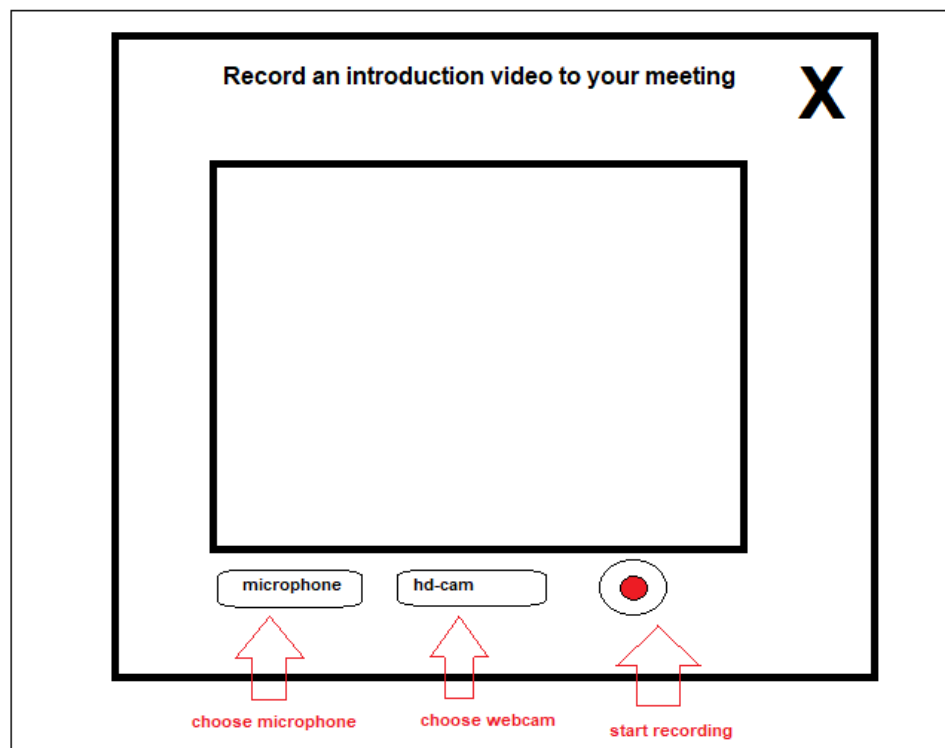 Record an introduction video to your meeting
X
microphone
hd-cam
choose microphone
choose webcam
start recording